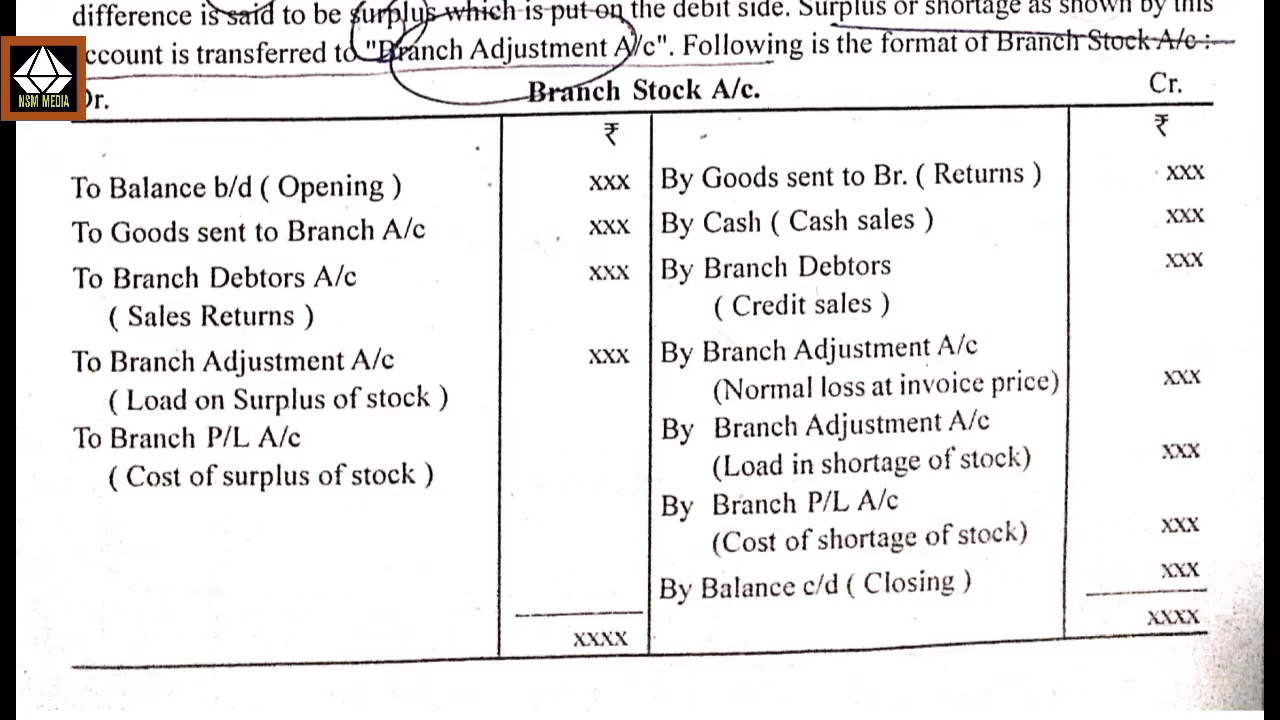 difference is said to be surplus which is put on the debit side. Surplus or shortage as shown by this
ccount is transferred to "Branch Adjustment A/c". Following is the format of Branch Stock A/c :
NSM MEDIA
Dr. Branch Stock A/c. Cr.
₹ ₹
To Balance b/d ( Opening ) xxx By Goods sent to Br. ( Returns ) xxx
To Goods sent to Branch A/c xxx By Cash ( Cash sales ) xxx
To Branch Debtors A/c xxx By Branch Debtors xxx
( Sales Returns ) ( Credit sales )
To Branch Adjustment A/c xxx By Branch Adjustment A/c
( Load on Surplus of stock ) (Normal loss at invoice price) xxx
To Branch P/L A/c By Branch Adjustment A/c
( Cost of surplus of stock ) (Load in shortage of stock) xxx
By Branch P/L A/c
(Cost of shortage of stock) xxx
By Balance c/d ( Closing ) xxx
xxxx xxxx